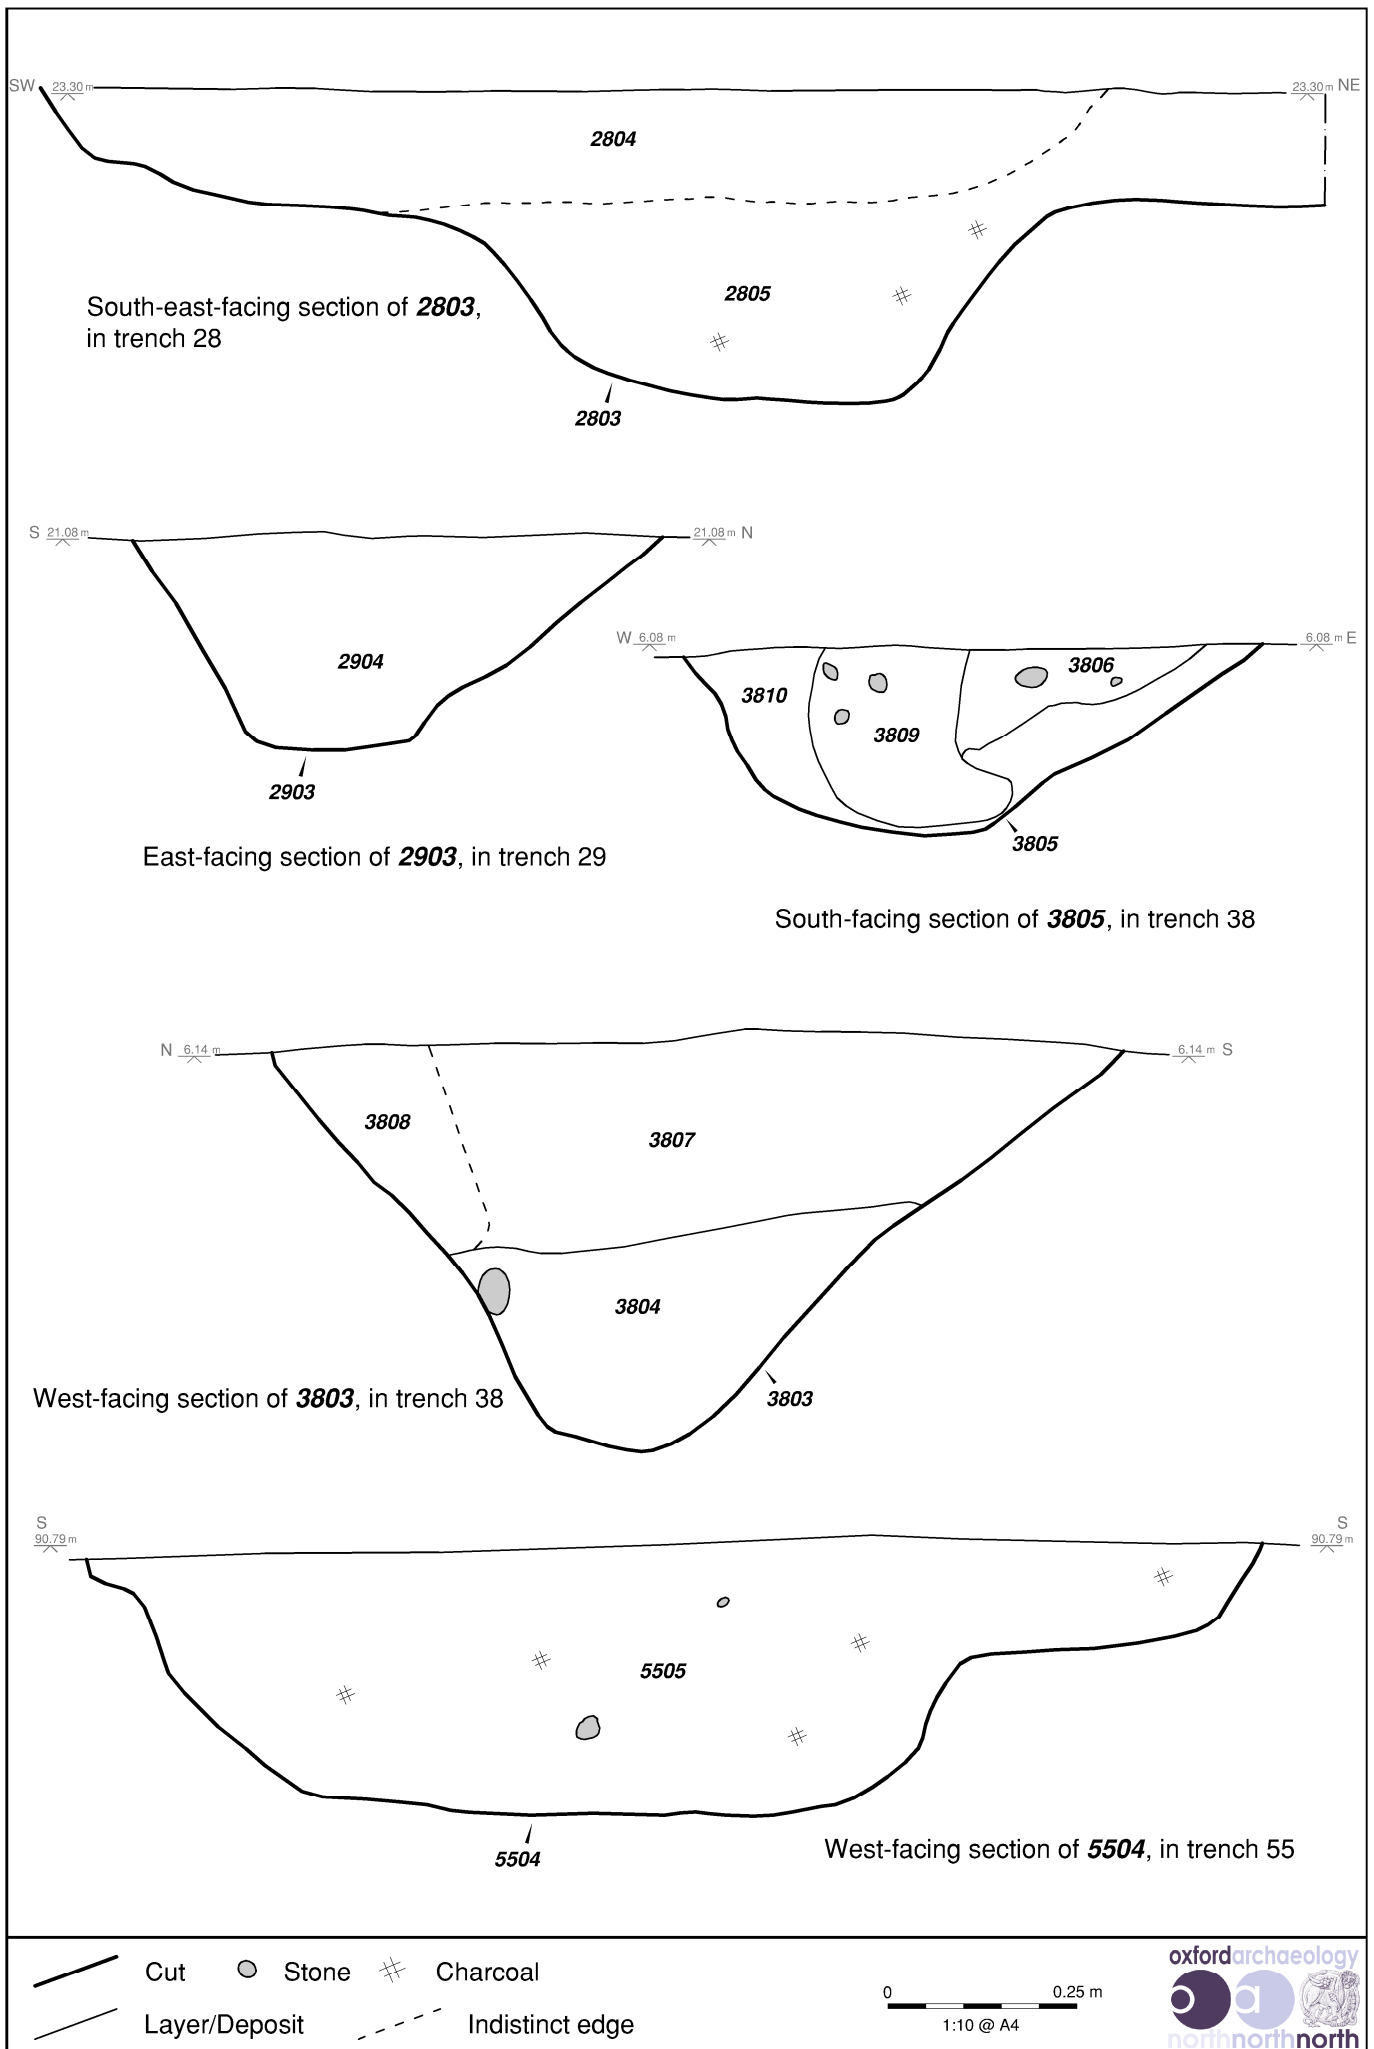 SW 23.30 m 23.30 m NE
2804
2805
South-east-facing section of 2803,
in trench 28
2803
S 21.08 m 21.08 m N
2904
2903
East-facing section of 2903, in trench 29
W 6.08 m 6.08 m E
3806
3810
3809
3805
South-facing section of 3805, in trench 38
N 6.14 m 6.14 m S
3808
3807
3804
3803
West-facing section of 3803, in trench 38
S S
90.79 m 90.79 m
5505
5504
West-facing section of 5504, in trench 55
Cut Stone Charcoal
Layer/Deposit Indistinct edge
0 0.25 m
1:10 @ A4
oxfordarchaeology
o a
northnorthnorth